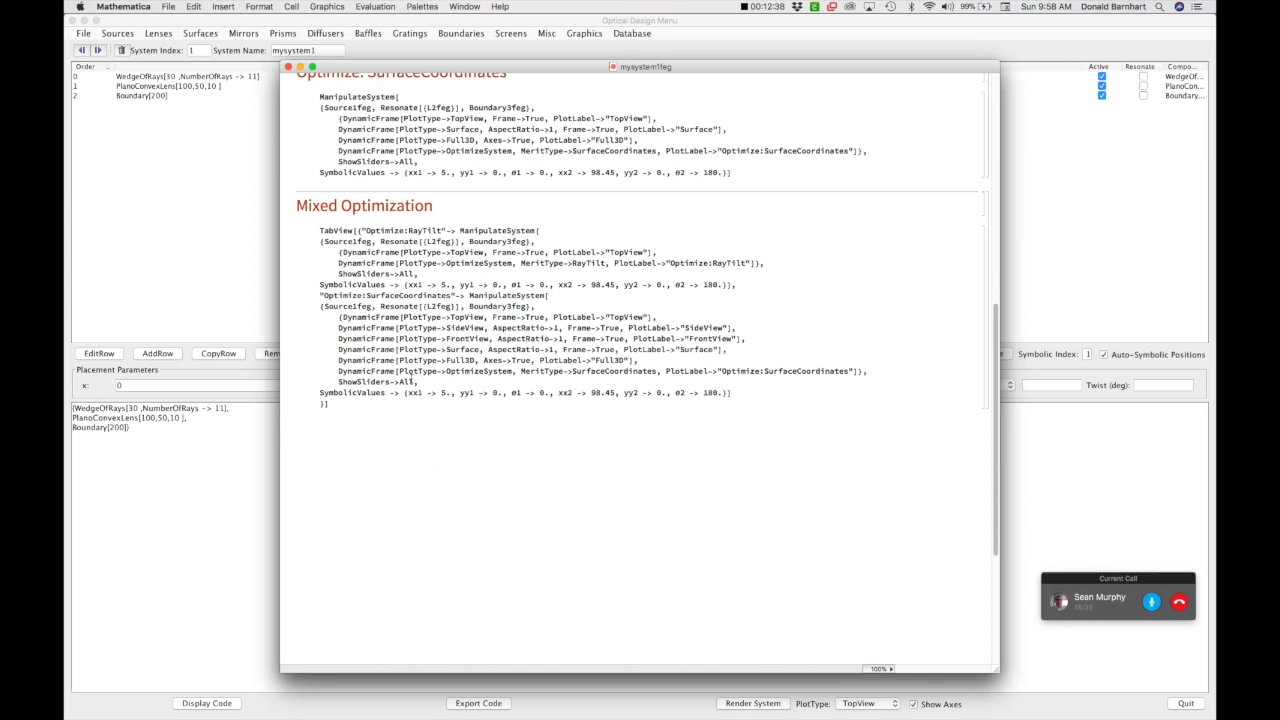 Mathematica File Edit Insert Format Cell Graphics Evaluation Palettes Window Help 00:12:38 99% Sun 9:58 AM Donald Barnhart
Optical Design Menu
File Sources Lenses Surfaces Mirrors Prisms Diffusers Baffles Gratings Boundaries Screens Misc Graphics Database
System Index: 1 System Name: mysystem1
Order .. Active Resonate Compo...
0 WedgeOfRays[30 ,NumberOfRays -> 11] WedgeOf...
1 PlanoConvexLens[100,50,10 ] PlanoCon...
2 Boundary[200] Boundary...
mysystem1feg
Optimize: SurfaceCoordinates
ManipulateSystem[
{Source1feg, Resonate[{L2feg}], Boundary3feg},
{DynamicFrame[PlotType->TopView, Frame->True, PlotLabel->"TopView"],
DynamicFrame[PlotType->Surface, AspectRatio->1, Frame->True, PlotLabel->"Surface"],
DynamicFrame[PlotType->Full3D, Axes->True, PlotLabel->"Full3D"],
DynamicFrame[PlotType->OptimizeSystem, MeritType->SurfaceCoordinates, PlotLabel->"Optimize:SurfaceCoordinates"]},
ShowSliders->All,
SymbolicValues -> {xx1 -> 5., yy1 -> 0., θ1 -> 0., xx2 -> 98.45, yy2 -> 0., θ2 -> 180.}]
Mixed Optimization
TabView[{"Optimize:RayTilt"-> ManipulateSystem[
{Source1feg, Resonate[{L2feg}], Boundary3feg},
{DynamicFrame[PlotType->TopView, Frame->True, PlotLabel->"TopView"],
DynamicFrame[PlotType->OptimizeSystem, MeritType->RayTilt, PlotLabel->"Optimize:RayTilt"]},
ShowSliders->All,
SymbolicValues -> {xx1 -> 5., yy1 -> 0., θ1 -> 0., xx2 -> 98.45, yy2 -> 0., θ2 -> 180.}],
"Optimize:SurfaceCoordinates"-> ManipulateSystem[
{Source1feg, Resonate[{L2feg}], Boundary3feg},
{DynamicFrame[PlotType->TopView, Frame->True, PlotLabel->"TopView"],
DynamicFrame[PlotType->SideView, AspectRatio->1, Frame->True, PlotLabel->"SideView"],
DynamicFrame[PlotType->FrontView, AspectRatio->1, Frame->True, PlotLabel->"FrontView"],
DynamicFrame[PlotType->Surface, AspectRatio->1, Frame->True, PlotLabel->"Surface"],
DynamicFrame[PlotType->Full3D, Axes->True, PlotLabel->"Full3D"],
DynamicFrame[PlotType->OptimizeSystem, MeritType->SurfaceCoordinates, PlotLabel->"Optimize:SurfaceCoordinates"]},
ShowSliders->All,
SymbolicValues -> {xx1 -> 5., yy1 -> 0., θ1 -> 0., xx2 -> 98.45, yy2 -> 0., θ2 -> 180.}]
}]
EditRow AddRow CopyRow Rem Symbolic Index: 1 Auto-Symbolic Positions
Placement Parameters
x: 0 Twist (deg):
{WedgeOfRays[30 ,NumberOfRays -> 11],
PlanoConvexLens[100,50,10 ],
Boundary[200]}
Current Call
Sean Murphy
100%
Display Code Export Code Render System PlotType: TopView Show Axes Quit